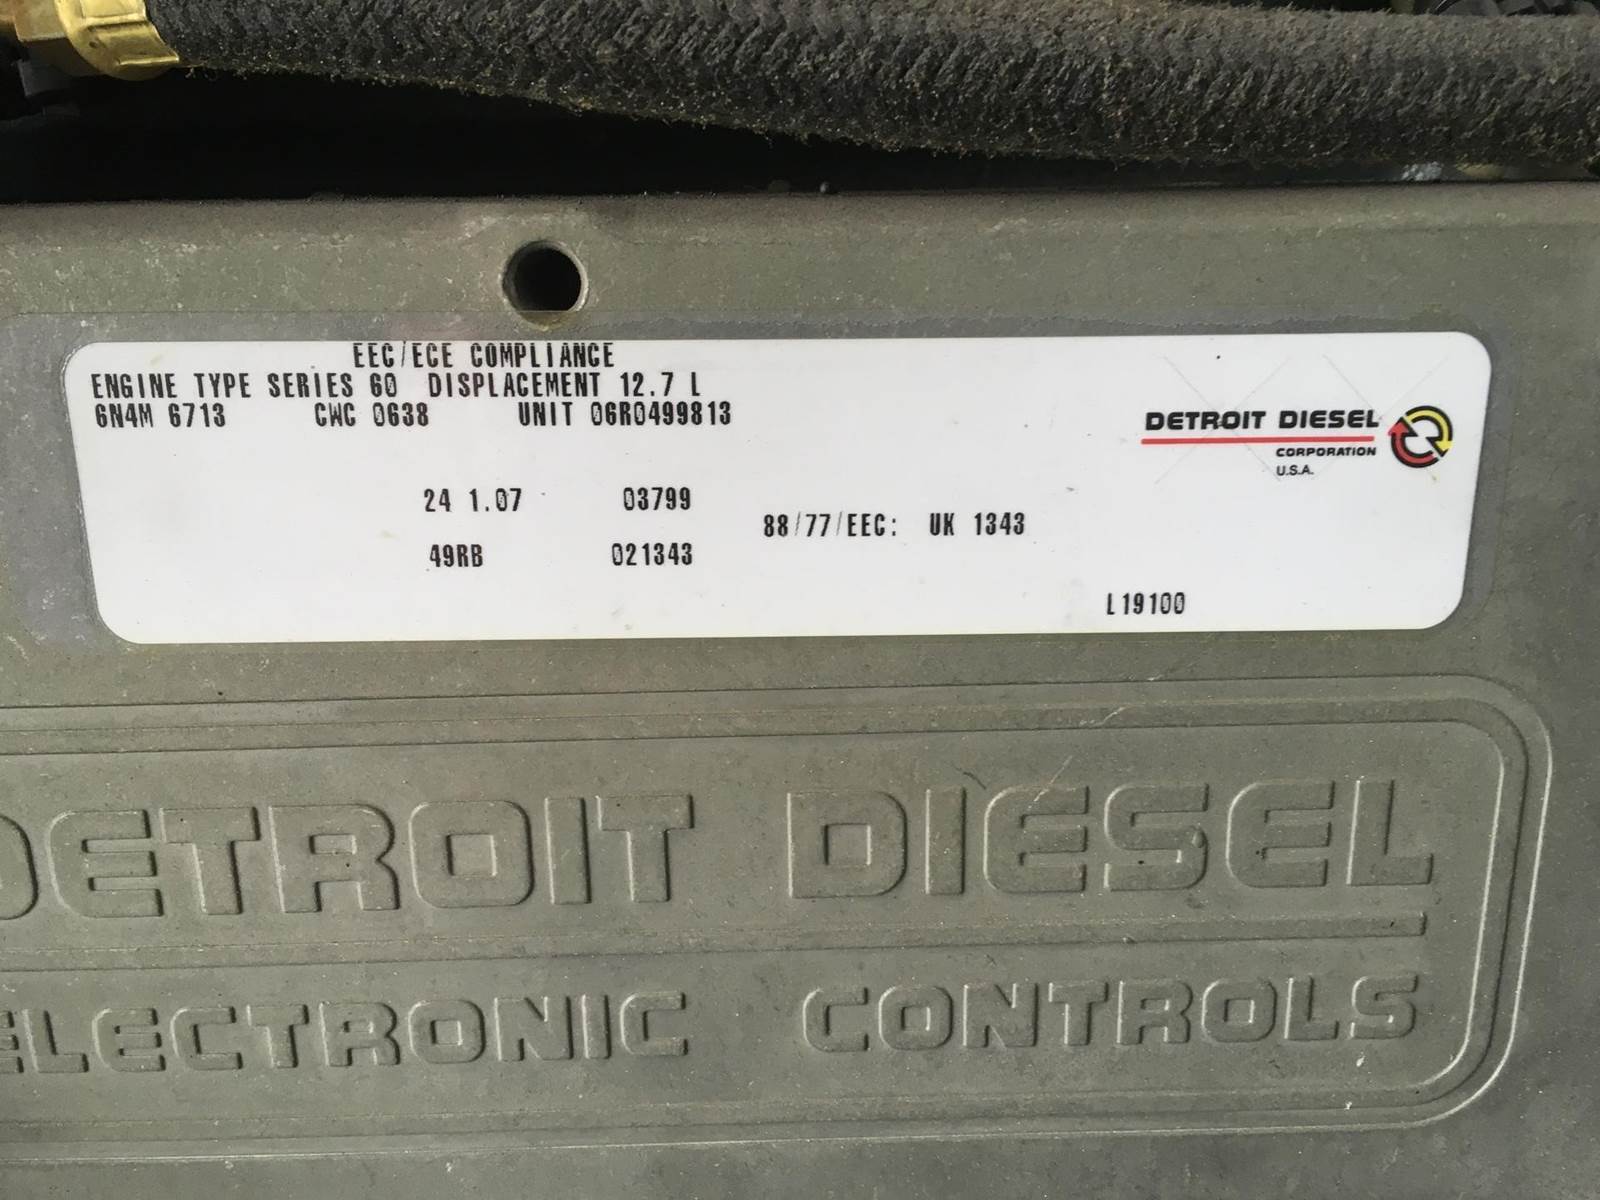 EEC/ECE COMPLIANCE
ENGINE TYPE SERIES 60 DISPLACEMENT 12.7 L
6N4M 6713 CWC 0638 UNIT 06R0499813
DETROIT DIESEL
CORPORATION
U.S.A.
24 1.07 03799
88/77/EEC: UK 1343
49RB 021343
L19100
DETROIT DIESEL
ELECTRONIC CONTROLS